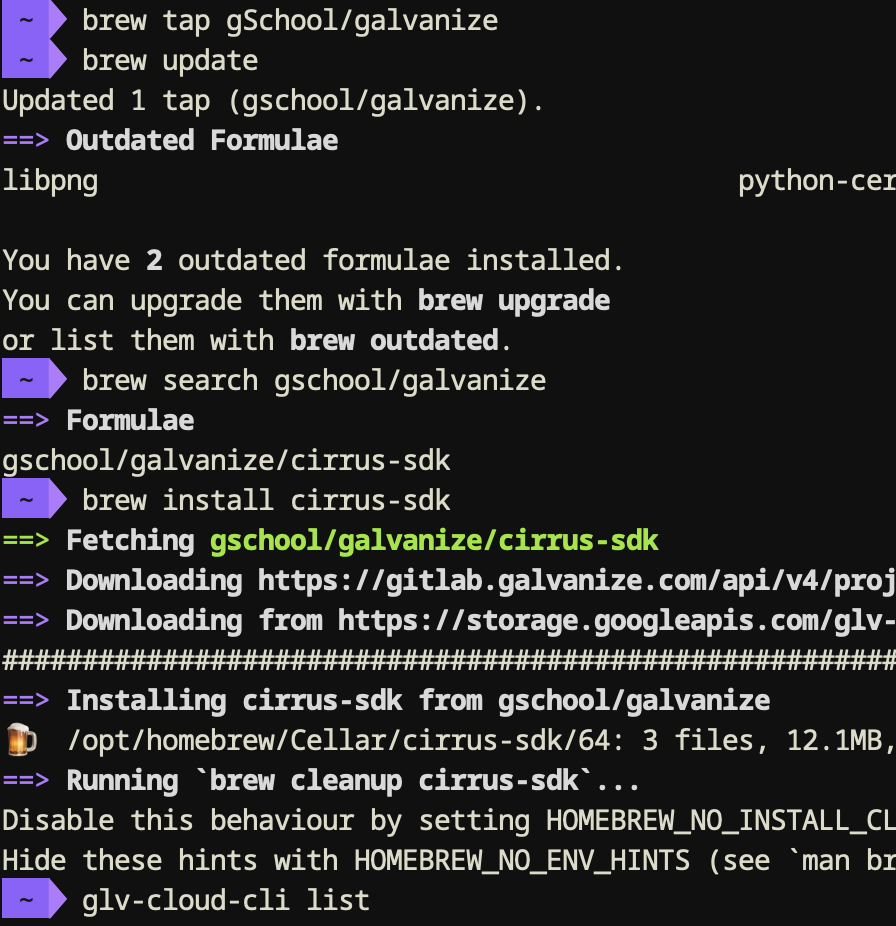 ~ brew tap gSchool/galvanize
~ brew update
Updated 1 tap (gschool/galvanize).
==> Outdated Formulae
libpng python-cer
You have 2 outdated formulae installed.
You can upgrade them with brew upgrade
or list them with brew outdated.
~ brew search gschool/galvanize
==> Formulae
gschool/galvanize/cirrus-sdk
~ brew install cirrus-sdk
==> Fetching gschool/galvanize/cirrus-sdk
==> Downloading https://gitlab.galvanize.com/api/v4/proj
==> Downloading from https://storage.googleapis.com/glv-
########################################################
==> Installing cirrus-sdk from gschool/galvanize
🍺 /opt/homebrew/Cellar/cirrus-sdk/64: 3 files, 12.1MB,
==> Running `brew cleanup cirrus-sdk`...
Disable this behaviour by setting HOMEBREW_NO_INSTALL_CL
Hide these hints with HOMEBREW_NO_ENV_HINTS (see `man br
~ glv-cloud-cli list